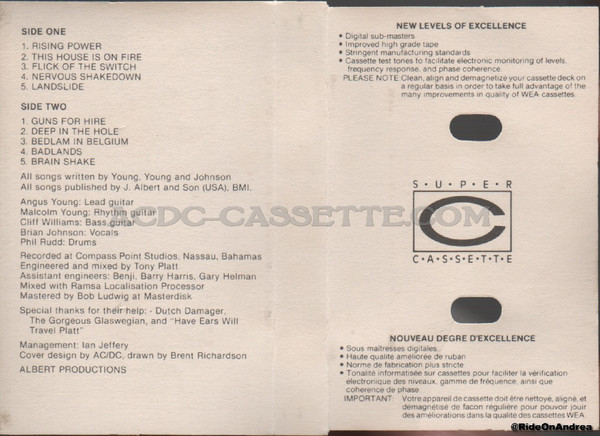 SIDE ONE
1. RISING POWER
2. THIS HOUSE IS ON FIRE
3. FLICK OF THE SWITCH
4. NERVOUS SHAKEDOWN
5. LANDSLIDE
SIDE TWO
1. GUNS FOR HIRE
2. DEEP IN THE HOLE
3. BEDLAM IN BELGIUM
4. BADLANDS
5. BRAIN SHAKE
All songs written by Young, Young and Johnson
All songs published by J. Albert and Son (USA), BMI.
Angus Young: Lead guitar
Malcolm Young: Rhythm guitar
Cliff Williams: Bass guitar
Brian Johnson: Vocals
Phil Rudd: Drums
Recorded at Compass Point Studios, Nassau, Bahamas
Engineered and mixed by Tony Platt
Assistant engineers: Benji, Barry Harris, Gary Helman
Mixed with Ramsa Localisation Processor
Mastered by Bob Ludwig at Masterdisk
Special thanks for their help: - Dutch Damager,
The Gorgeous Glaswegian, and "Have Ears Will
Travel Platt"
Management: Ian Jeffery
Cover design by AC/DC, drawn by Brent Richardson
ALBERT PRODUCTIONS
NEW LEVELS OF EXCELLENCE
• Digital sub-masters
• Improved high grade tape
• Stringent manufacturing standards
• Cassette test tones to facilitate electronic monitoring of levels,
frequency response, and phase coherence.
PLEASE NOTE: Clean, align and demagnetize your cassette deck on
a regular basis in order to take full advantage of the
many improvements in quality of WEA cassettes.
S•U•P•E•R
C
C•A•S•S•E•T•T•E
NOUVEAU DEGRE D'EXCELLENCE
• Sous maîtresses digitales
• Haute qualité améliorée de ruban
• Norme de fabrication plus stricte
• Tonalité informatisée sur cassettes pour faciliter la vérification
électronique des niveaux, gamme de fréquence, ainsi que
cohérence de phase.
IMPORTANT: Votre appareil de cassette doit être nettoyé, aligné, et
démagnétisé de façon régulière pour pouvoir jouir
des améliorations dans la qualité des cassettes WEA.
ACDC-CASSETTE.COM
@RideOnAndrea